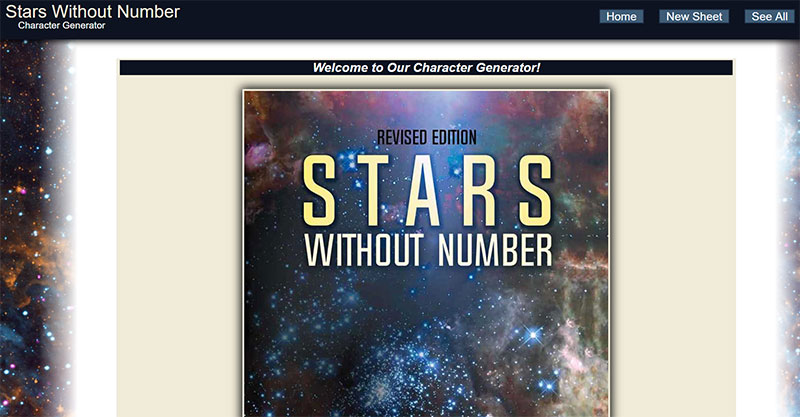 Stars Without Number
Character Generator
Home New Sheet See All
Welcome to Our Character Generator!
REVISED EDITION
STARS
WITHOUT NUMBER